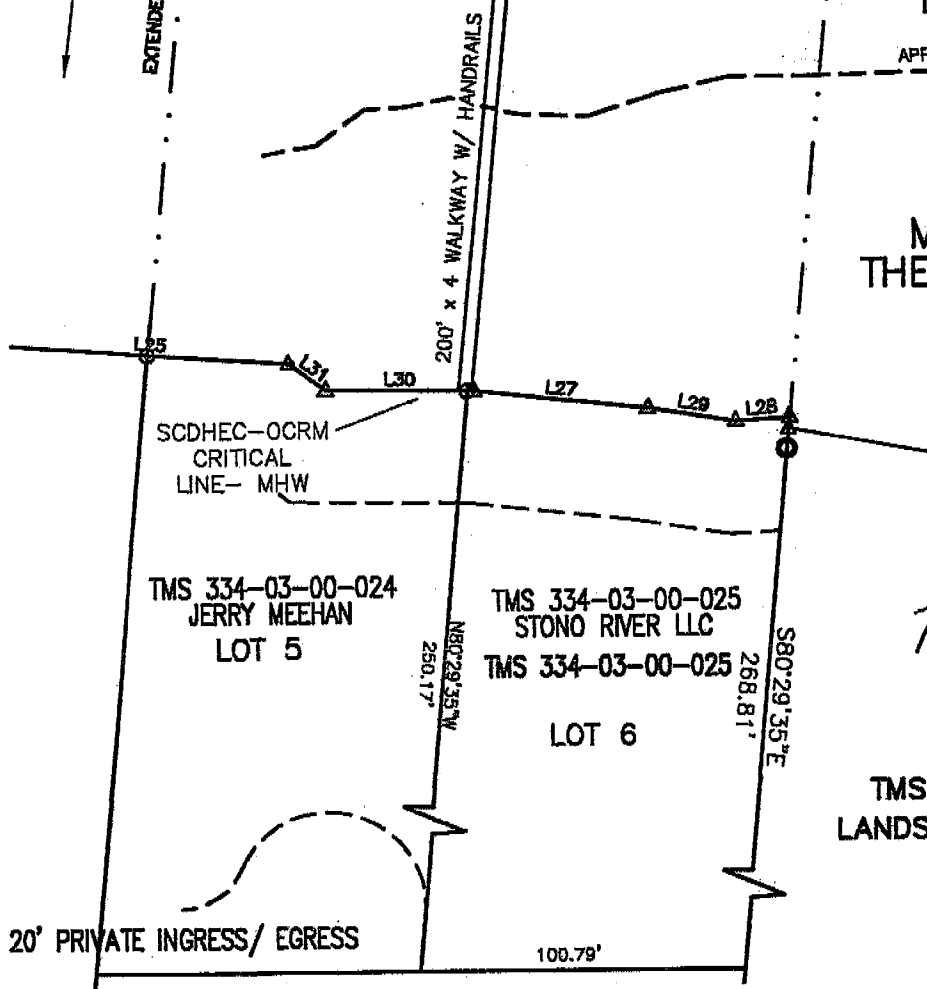 EXTENDE
200' x 4 WALKWAY W/ HANDRAILS
APP
M
THE
L25
L31
L30
L27
L29
L28
SCDHEC-OCRM
CRITICAL
LINE- MHW
TMS 334-03-00-024
JERRY MEEHAN
LOT 5
TMS 334-03-00-025
STONO RIVER LLC
TMS 334-03-00-025
LOT 6
N80°29'35"W
250.17'
S80°29'35"E
268.81'
TMS
LANDS
20' PRIVATE INGRESS/ EGRESS
100.79'